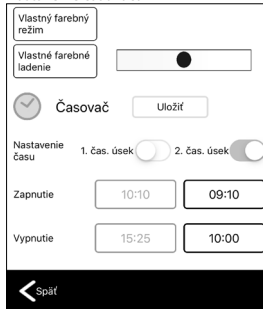 Vlastný farebný
režim
Vlastné farebné
ladenie
Časovač
Uložiť
Nastavenie
času
1. čas. úsek
2. čas. úsek
Zapnutie
10:10
09:10
Vypnutie
15:25
10:00
Späť